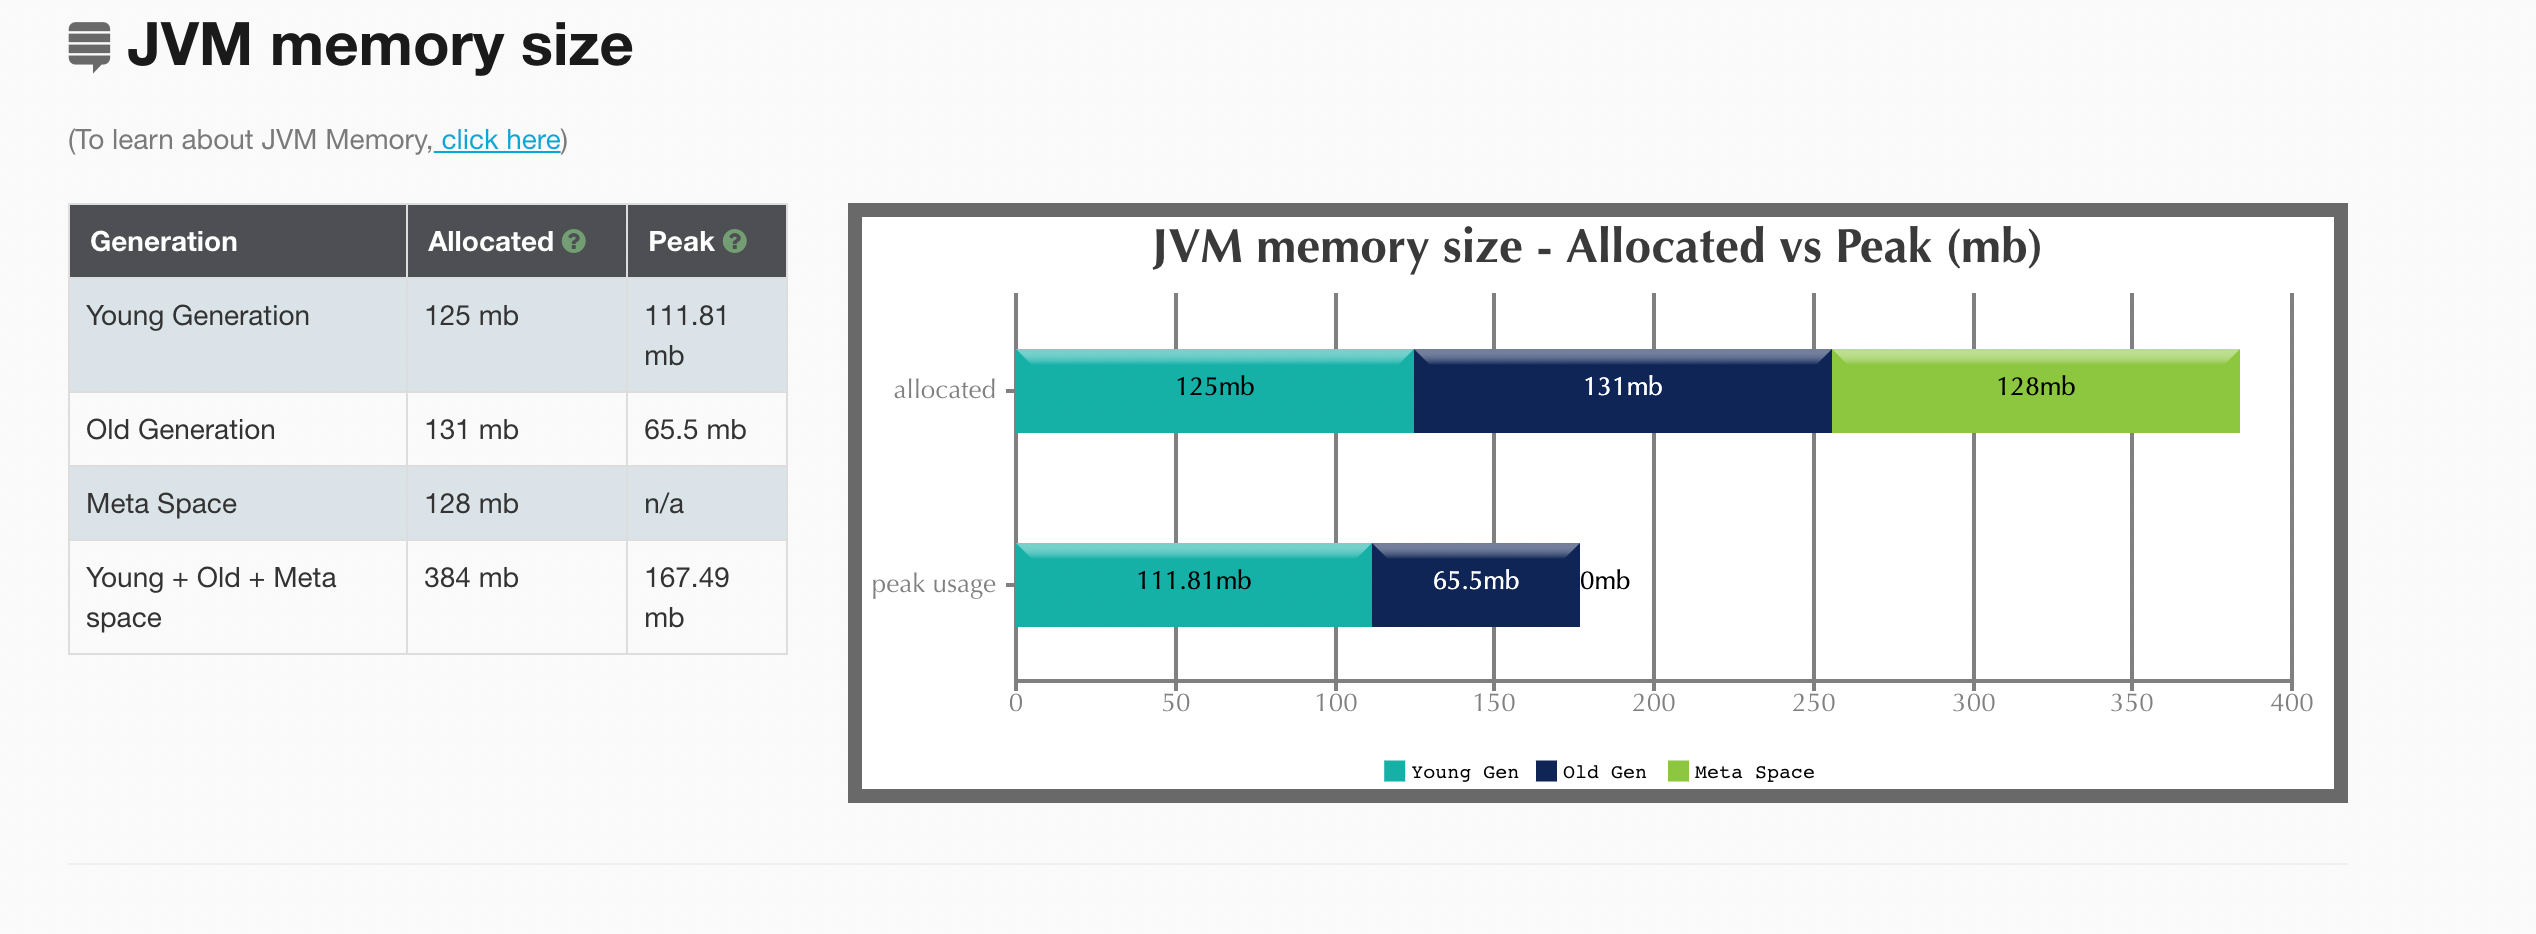 JVM memory size
(To learn about JVM Memory, click here)
Generation Allocated ? Peak ?
Young Generation 125 mb 111.81
mb
Old Generation 131 mb 65.5 mb
Meta Space 128 mb n/a
Young + Old + Meta 384 mb 167.49
space mb
JVM memory size - Allocated vs Peak (mb)
allocated 125mb 131mb 128mb
peak usage 111.81mb 65.5mb 0mb
0 50 100 150 200 250 300 350 400
Young Gen Old Gen Meta Space